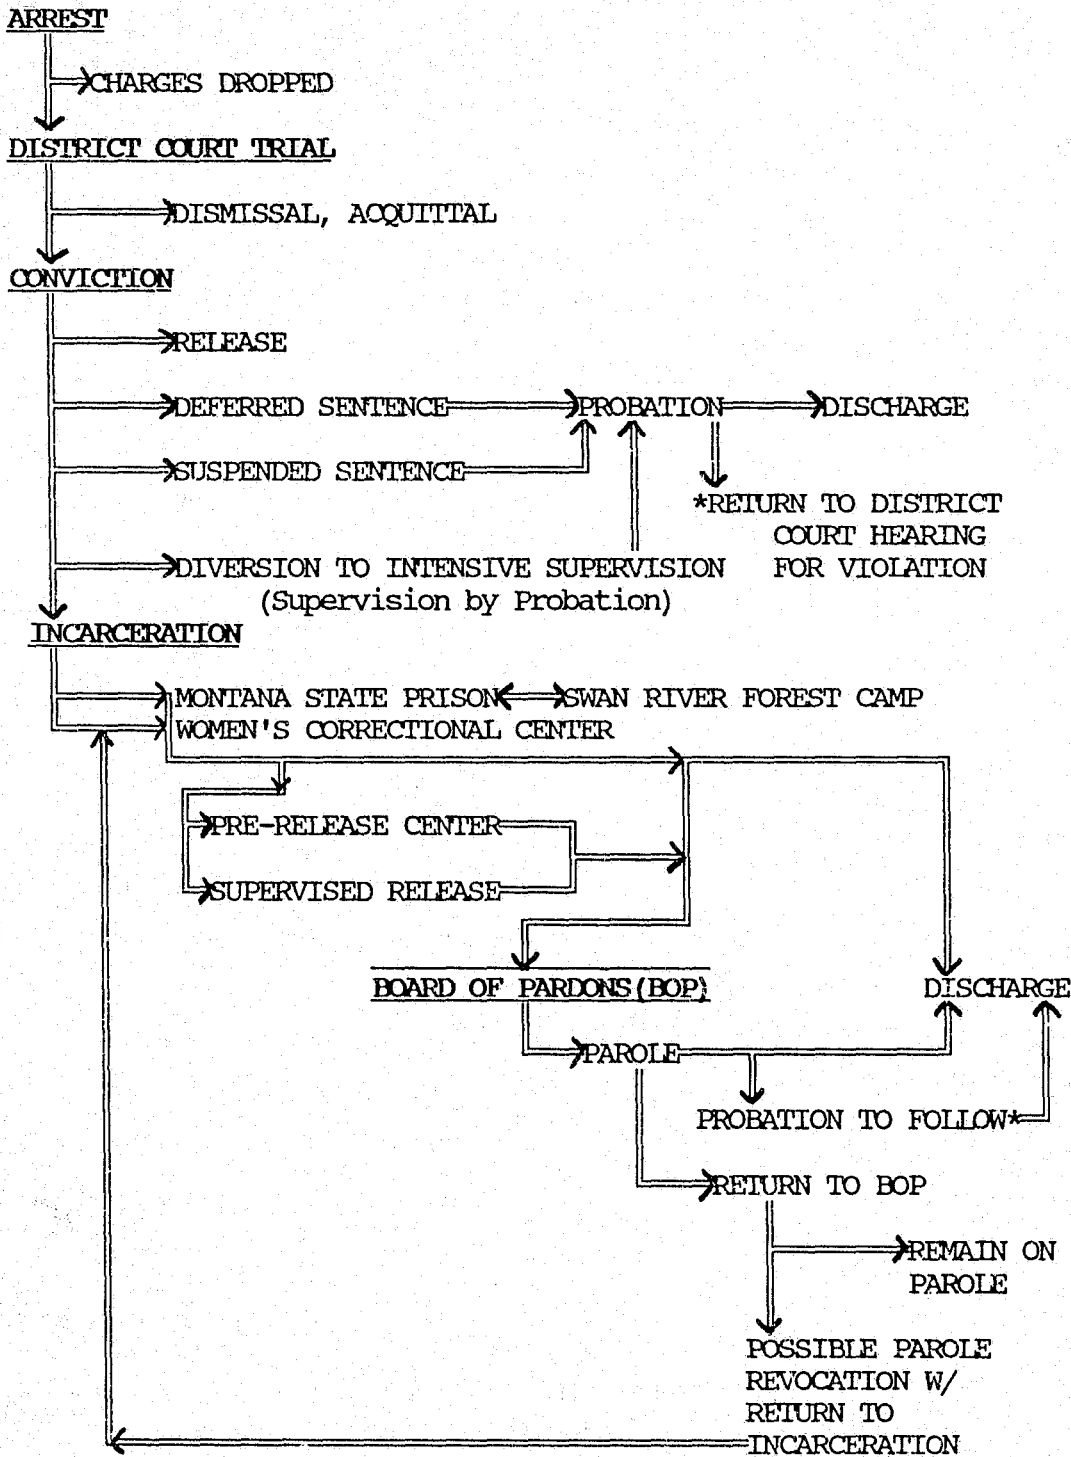 ARREST
CHARGES DROPPED
DISTRICT COURT TRIAL
DISMISSAL, ACQUITTAL
CONVICTION
RELEASE
DEFERRED SENTENCE PROBATION DISCHARGE
SUSPENDED SENTENCE
*RETURN TO DISTRICT
COURT HEARING
FOR VIOLATION
DIVERSION TO INTENSIVE SUPERVISION
(Supervision by Probation)
INCARCERATION
MONTANA STATE PRISON SWAN RIVER FOREST CAMP
WOMEN'S CORRECTIONAL CENTER
PRE-RELEASE CENTER
SUPERVISED RELEASE
BOARD OF PARDONS(BOP) DISCHARGE
PAROLE
PROBATION TO FOLLOW*
RETURN TO BOP
REMAIN ON
PAROLE
POSSIBLE PAROLE
REVOCATION W/
RETURN TO
INCARCERATION